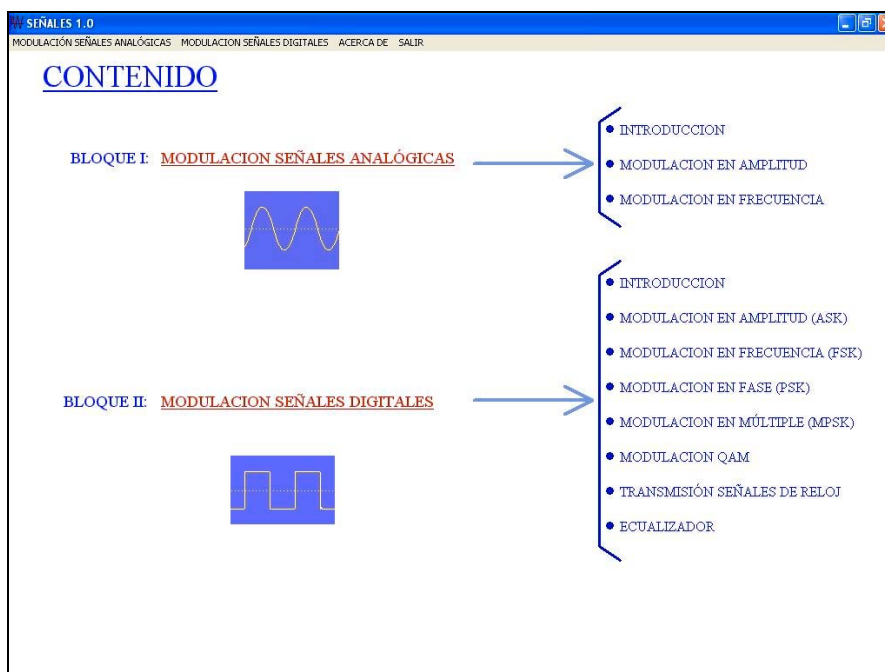 SEÑALES 1.0
MODULACIÓN SEÑALES ANALÓGICAS MODULACION SEÑALES DIGITALES ACERCA DE SALIR
CONTENIDO
BLOQUE I: MODULACION SEÑALES ANALÓGICAS
INTRODUCCION
MODULACION EN AMPLITUD
MODULACION EN FRECUENCIA
BLOQUE II: MODULACION SEÑALES DIGITALES
INTRODUCCION
MODULACION EN AMPLITUD (ASK)
MODULACION EN FRECUENCIA (FSK)
MODULACION EN FASE (PSK)
MODULACION EN MÚLTIPLE (MPSK)
MODULACION QAM
TRANSMISIÓN SEÑALES DE RELOJ
ECUALIZADOR